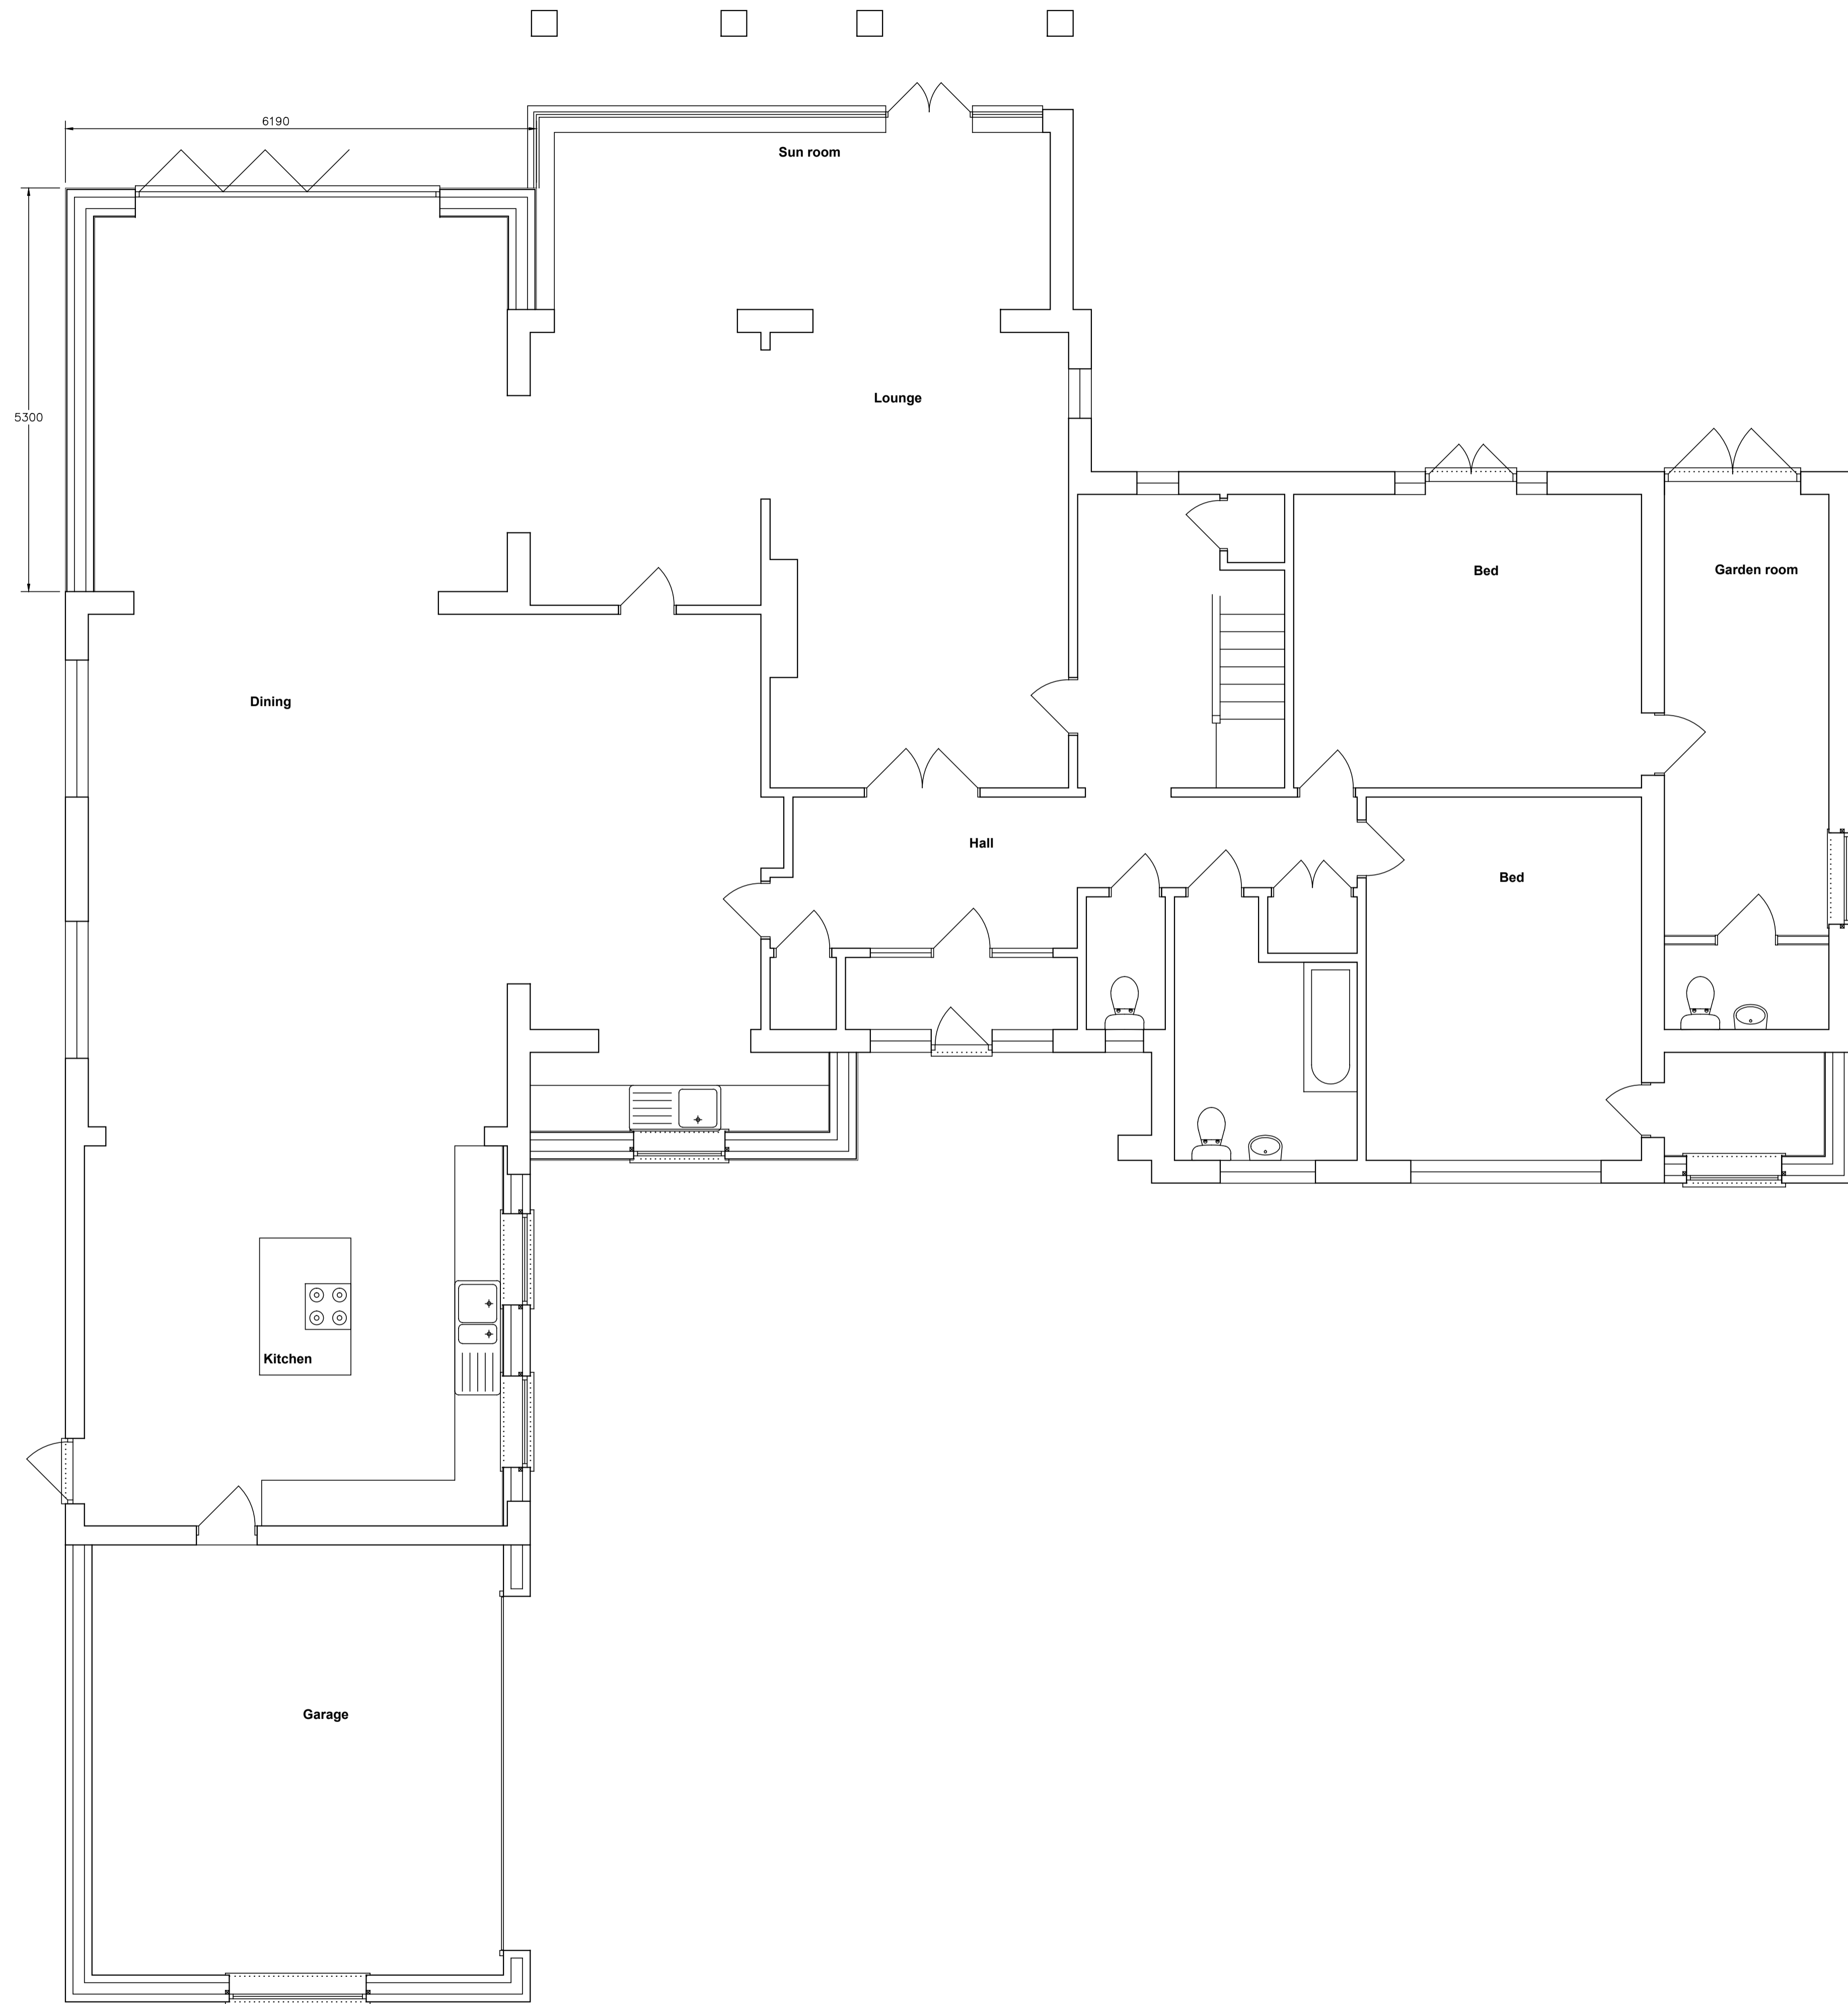 6190
Sun room
5300
Lounge
Bed
Garden room
Dining
Hall
Bed
Kitchen
Garage